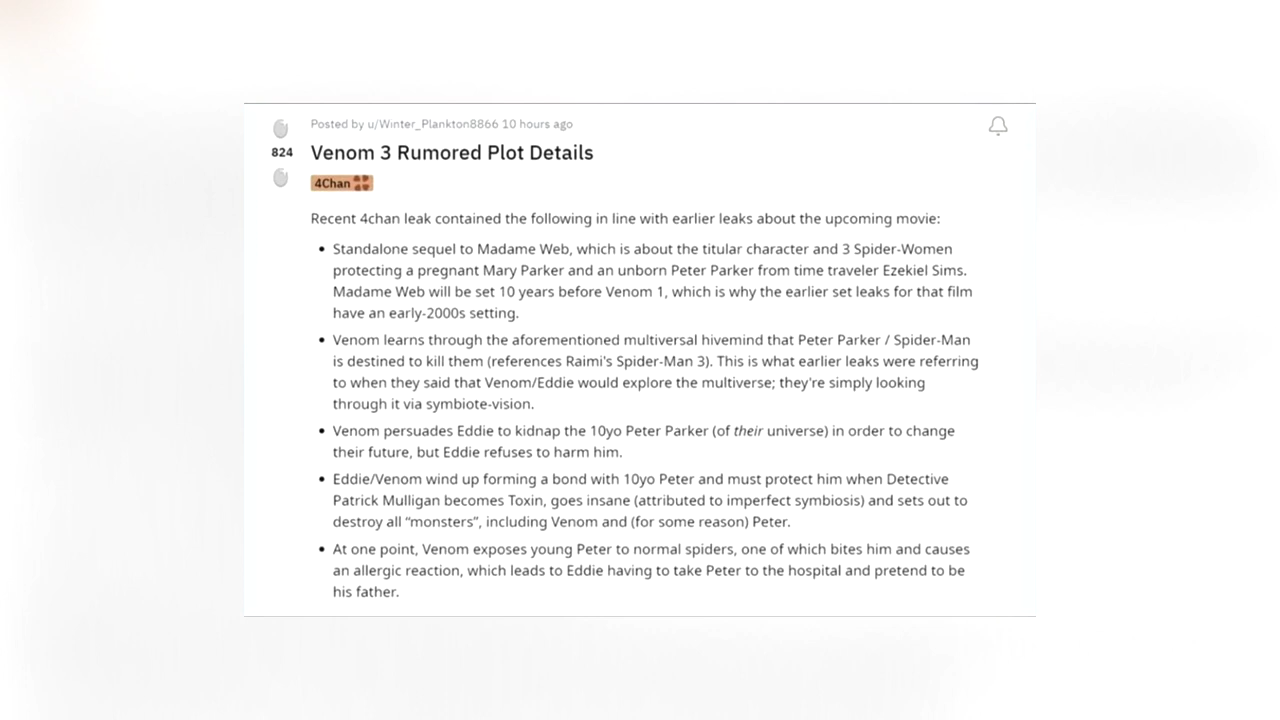 Posted by u/Winter_Plankton8866 10 hours ago
824
Venom 3 Rumored Plot Details
4Chan
Recent 4chan leak contained the following in line with earlier leaks about the upcoming movie:
• Standalone sequel to Madame Web, which is about the titular character and 3 Spider-Women
protecting a pregnant Mary Parker and an unborn Peter Parker from time traveler Ezekiel Sims.
Madame Web will be set 10 years before Venom 1, which is why the earlier set leaks for that film
have an early-2000s setting.
• Venom learns through the aforementioned multiversal hivemind that Peter Parker / Spider-Man
is destined to kill them (references Raimi's Spider-Man 3). This is what earlier leaks were referring
to when they said that Venom/Eddie would explore the multiverse; they're simply looking
through it via symbiote-vision.
• Venom persuades Eddie to kidnap the 10yo Peter Parker (of their universe) in order to change
their future, but Eddie refuses to harm him.
• Eddie/Venom wind up forming a bond with 10yo Peter and must protect him when Detective
Patrick Mulligan becomes Toxin, goes insane (attributed to imperfect symbiosis) and sets out to
destroy all “monsters”, including Venom and (for some reason) Peter.
• At one point, Venom exposes young Peter to normal spiders, one of which bites him and causes
an allergic reaction, which leads to Eddie having to take Peter to the hospital and pretend to be
his father.